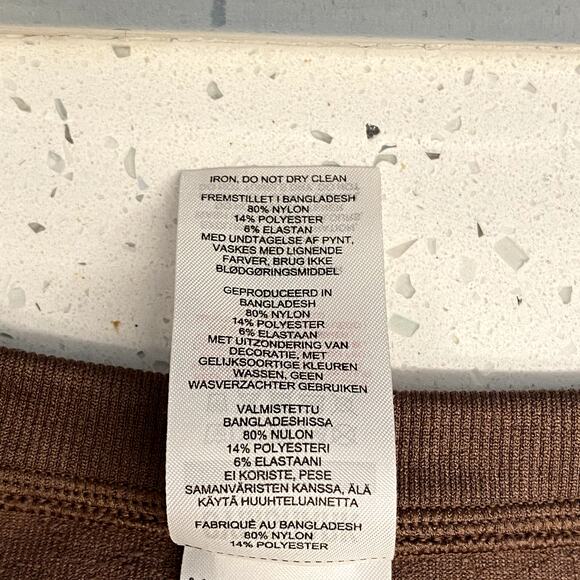 IRON, DO NOT DRY CLEAN
FREMSTILLET I BANGLADESH
80% NYLON
14% POLYESTER
6% ELASTAN
MED UNDTAGELSE AF PYNT,
VASKES MED LIGNENDE
FARVER, BRUG IKKE
BLØDGØRINGSMIDDEL
GEPRODUCEERD IN
BANGLADESH
80% NYLON
14% POLYESTER
6% ELASTAAN
MET UITZONDERING VAN
DECORATIE, MET
GELIJKSOORTIGE KLEUREN
WASSEN, GEEN
WASVERZACHTER GEBRUIKEN
VALMISTETTU
BANGLADESHISSA
80% NULON
14% POLYESTERI
6% ELASTAANI
EI KORISTE, PESE
SAMANVÄRISTEN KANSSA, ÄLÄ
KÄYTÄ HUUHTELUAINETTA
FABRIQUÉ AU BANGLADESH
80% NYLON
14% POLYESTER